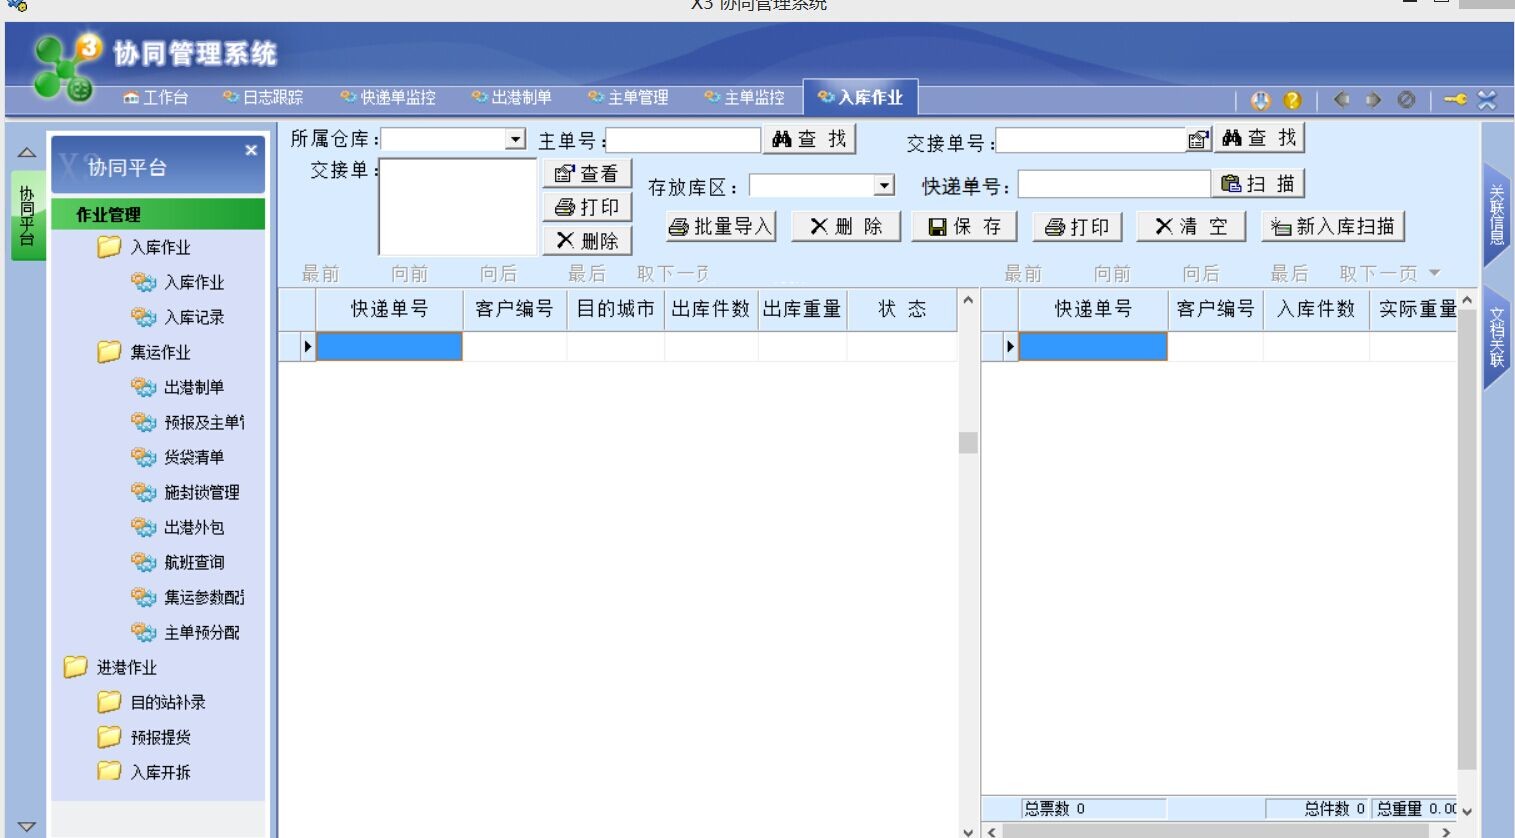 X3 协同管理系统
3 协同管理系统
工作台 日志跟踪 快递单监控 出港制单 主单管理 主单监控 入库作业
所属仓库: 主单号: 查 找 交接单号: 查 找
交接单: 查看 存放库区: 快递单号: 扫 描
打印
删除
批量导入 删 除 保 存 打印 清 空 新入库扫描
最前 向前 向后 最后 取下一页 最前 向前 向后 最后 取下一页
快递单号 客户编号 目的城市 出库件数 出库重量 状 态 快递单号 客户编号 入库件数 实际重量
总票数 0 总件数 0 总重量 0.00
协同平台
协同平台
作业管理
入库作业
入库作业
入库记录
集运作业
出港制单
预报及主单管
货袋清单
施封锁管理
出港外包
航班查询
集运参数配置
主单预分配
进港作业
目的站补录
预报提货
入库开拆
关联信息
文档关联